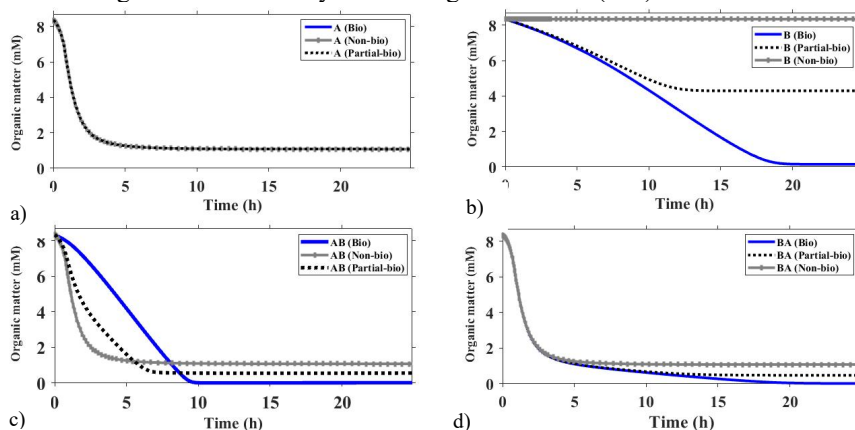 Organic matter (mM)
8
6
4
2
0
A (Bio)
A (Non-bio)
A (Partial-bio)
0 5 10 15 20
Time (h)
a)
Organic matter (mM)
8
6
4
2
0
B (Bio)
B (Partial-bio)
B (Non-bio)
5 10 15 20
Time (h)
b)
Organic matter (mM)
8
6
4
2
0
AB (Bio)
AB (Non-bio)
AB (Partial-bio)
0 5 10 15 20
Time (h)
c)
Organic matter (mM)
8
6
4
2
0
BA (Bio)
BA (Partial-bio)
BA (Non-bio)
0 5 10 15 20
Time (h)
d)